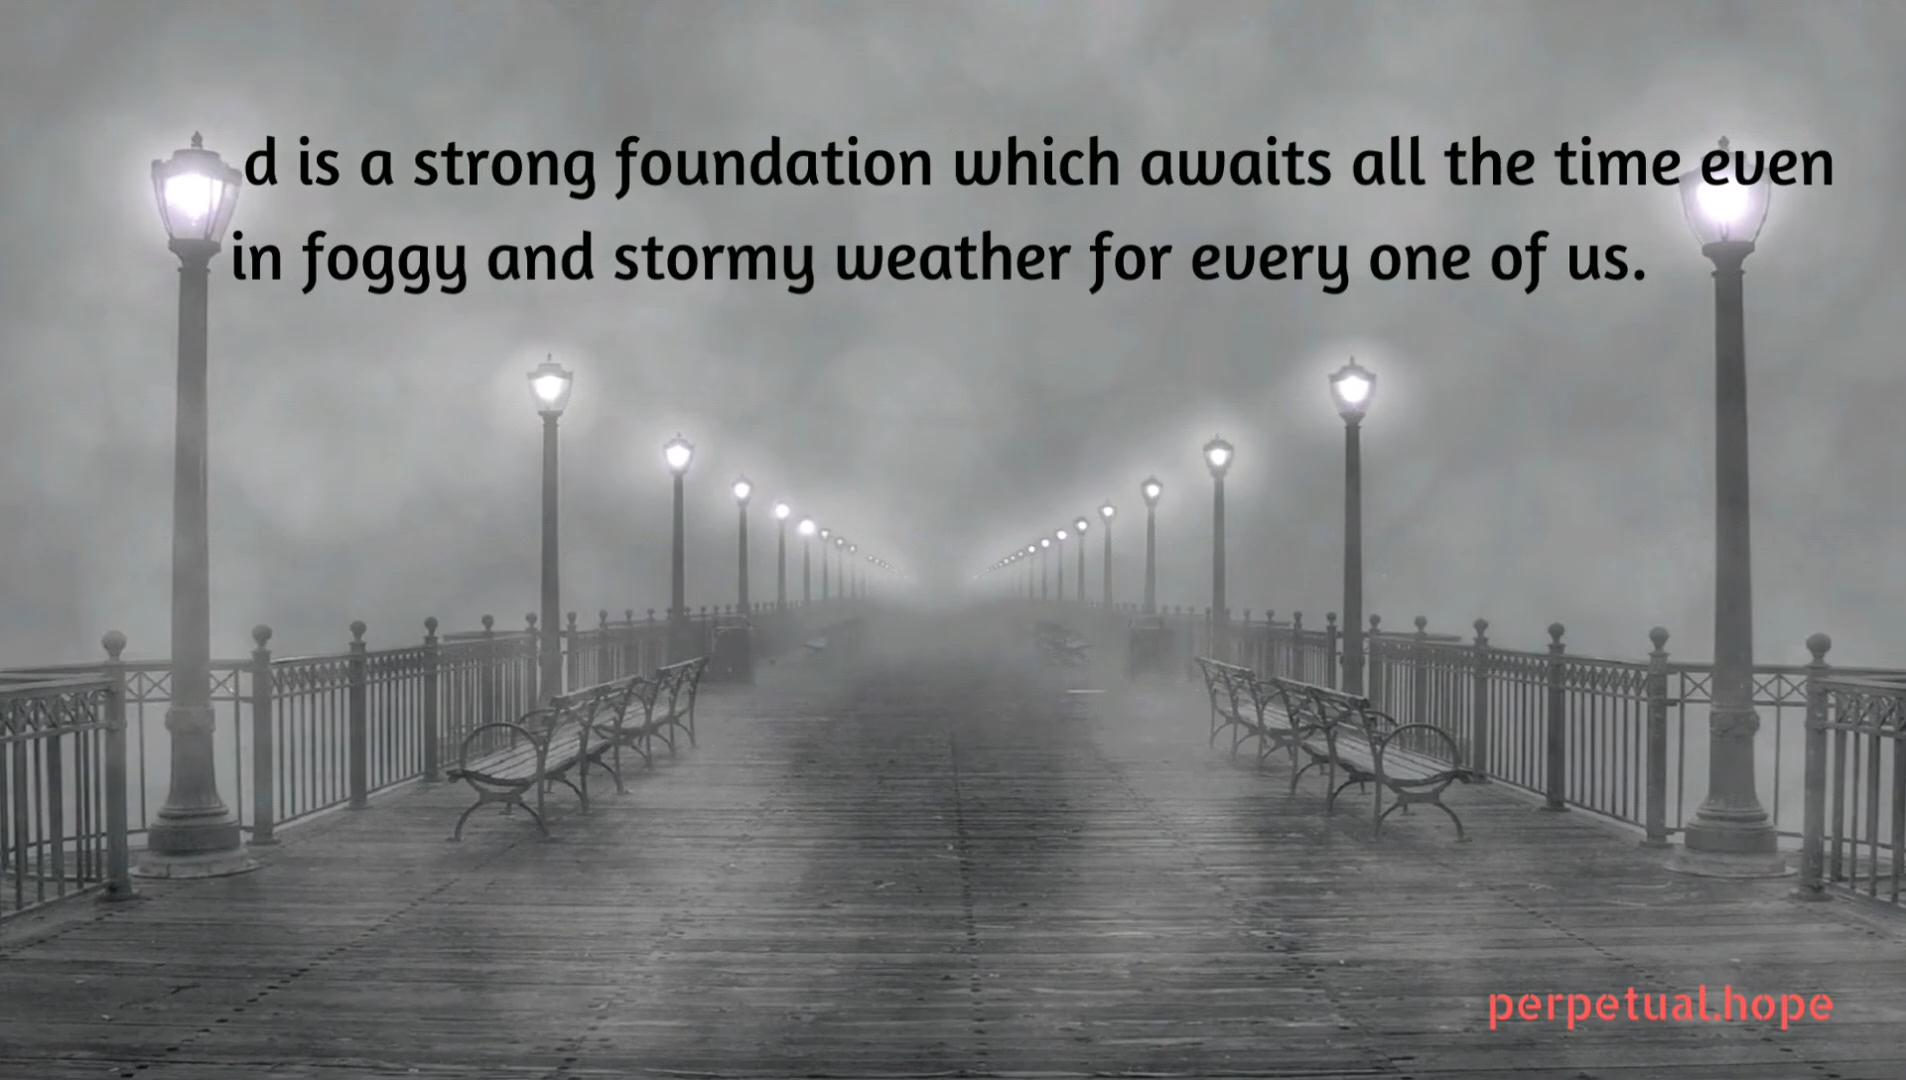 d is a strong foundation which awaits all the time even
in foggy and stormy weather for every one of us.
perpetual.hope